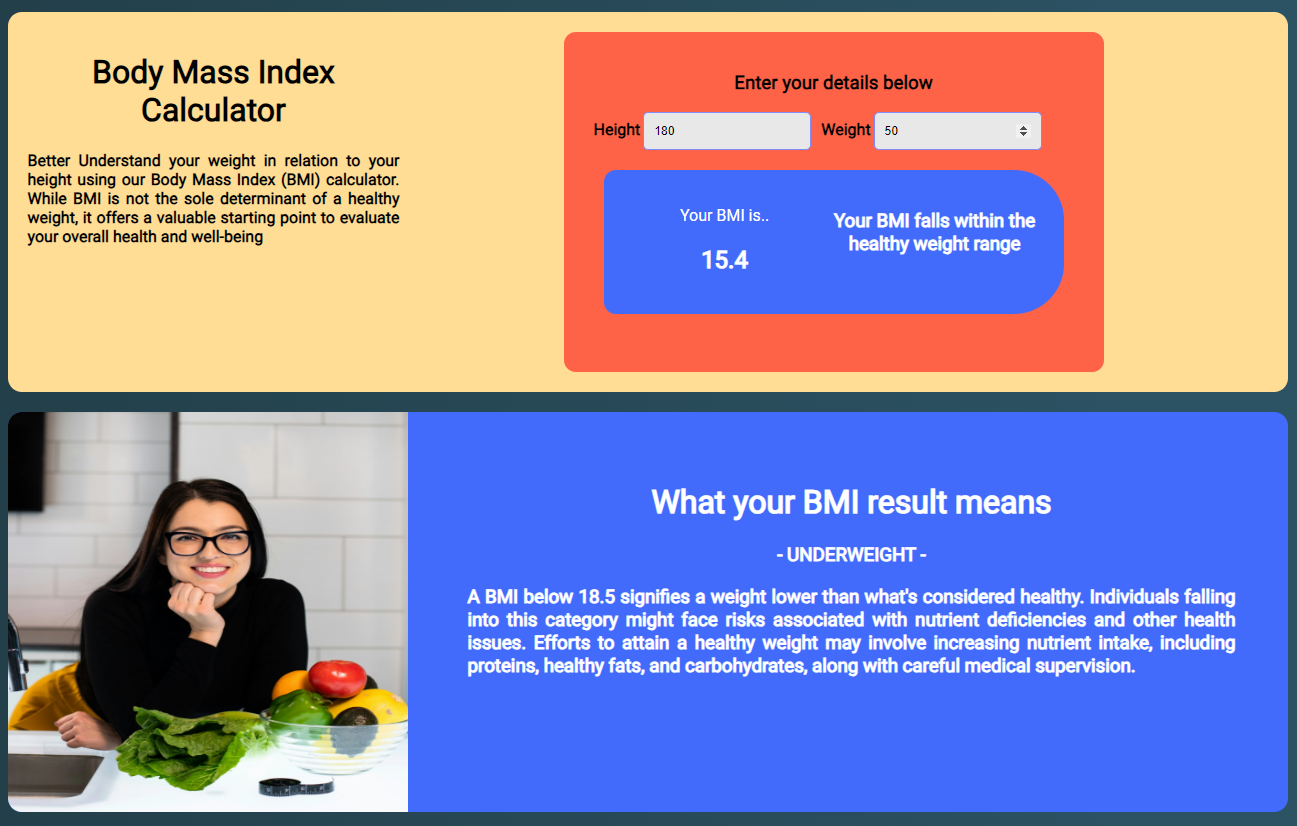 Body Mass Index
Calculator
Better Understand your weight in relation to your
height using our Body Mass Index (BMI) calculator.
While BMI is not the sole determinant of a healthy
weight, it offers a valuable starting point to evaluate
your overall health and well-being
Enter your details below
Height 180 Weight 50
Your BMI is..
15.4
Your BMI falls within the
healthy weight range
What your BMI result means
- UNDERWEIGHT -
A BMI below 18.5 signifies a weight lower than what's considered healthy. Individuals falling
into this category might face risks associated with nutrient deficiencies and other health
issues. Efforts to attain a healthy weight may involve increasing nutrient intake, including
proteins, healthy fats, and carbohydrates, along with careful medical supervision.